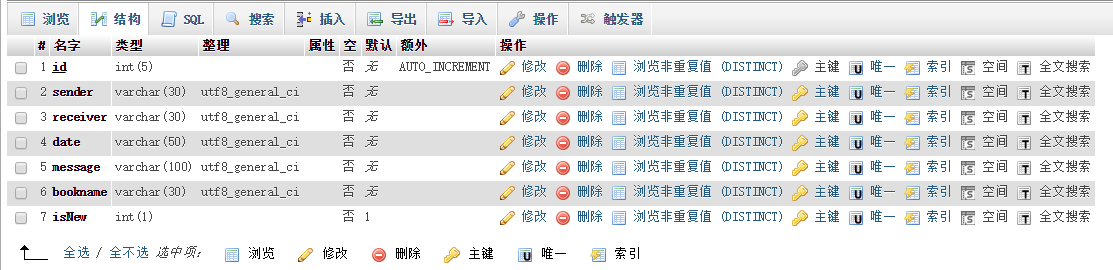 浏览 结构 SQL 搜索 插入 导出 导入 操作 触发器
# 名字 类型 整理 属性 空 默认 额外 操作
1 id int(5) 否 无 AUTO_INCREMENT 修改 删除 浏览非重复值 (DISTINCT) 主键 U 唯一 索引 S 空间 T 全文搜索
2 sender varchar(30) utf8_general_ci 否 无 修改 删除 浏览非重复值 (DISTINCT) 主键 U 唯一 索引 S 空间 T 全文搜索
3 receiver varchar(30) utf8_general_ci 否 无 修改 删除 浏览非重复值 (DISTINCT) 主键 U 唯一 索引 S 空间 T 全文搜索
4 date varchar(50) utf8_general_ci 否 无 修改 删除 浏览非重复值 (DISTINCT) 主键 U 唯一 索引 S 空间 T 全文搜索
5 message varchar(100) utf8_general_ci 否 无 修改 删除 浏览非重复值 (DISTINCT) 主键 U 唯一 索引 S 空间 T 全文搜索
6 bookname varchar(30) utf8_general_ci 否 无 修改 删除 浏览非重复值 (DISTINCT) 主键 U 唯一 索引 S 空间 T 全文搜索
7 isNew int(1) 否 1 修改 删除 浏览非重复值 (DISTINCT) 主键 U 唯一 索引 S 空间 T 全文搜索
全选 / 全不选 选中项: 浏览 修改 删除 主键 U 唯一 索引